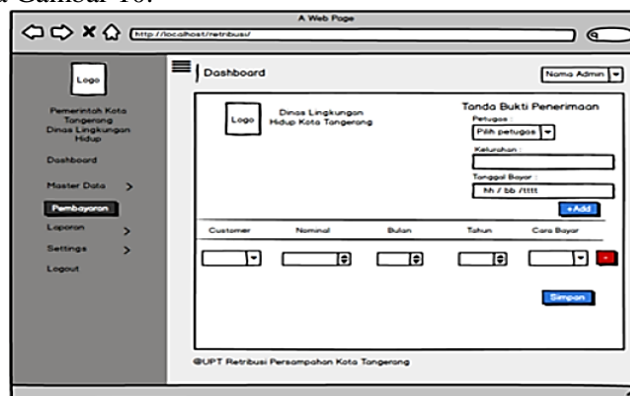 Gambar 10.
A Web Page
http://localhost/retribusi/
Logo
Pemerintah Kota
Tangerang
Dinas Lingkungan
Hidup
Dashboard
Master Data >
Pembayaran
Laporan >
Settings >
Logout
Dashboard
Nama Admin
Logo
Dinas Lingkungan
Hidup Kota Tangerang
Tanda Bukti Penerimaan
Petugas :
Pilih petugas
Kelurahan :
Tanggal Bayar :
hh / bb /tttt
+Add
Customer Nominal Bulan Tahun Cara Bayar
-
Simpan
@UPT Retribusi Persampahan Kota Tangerang